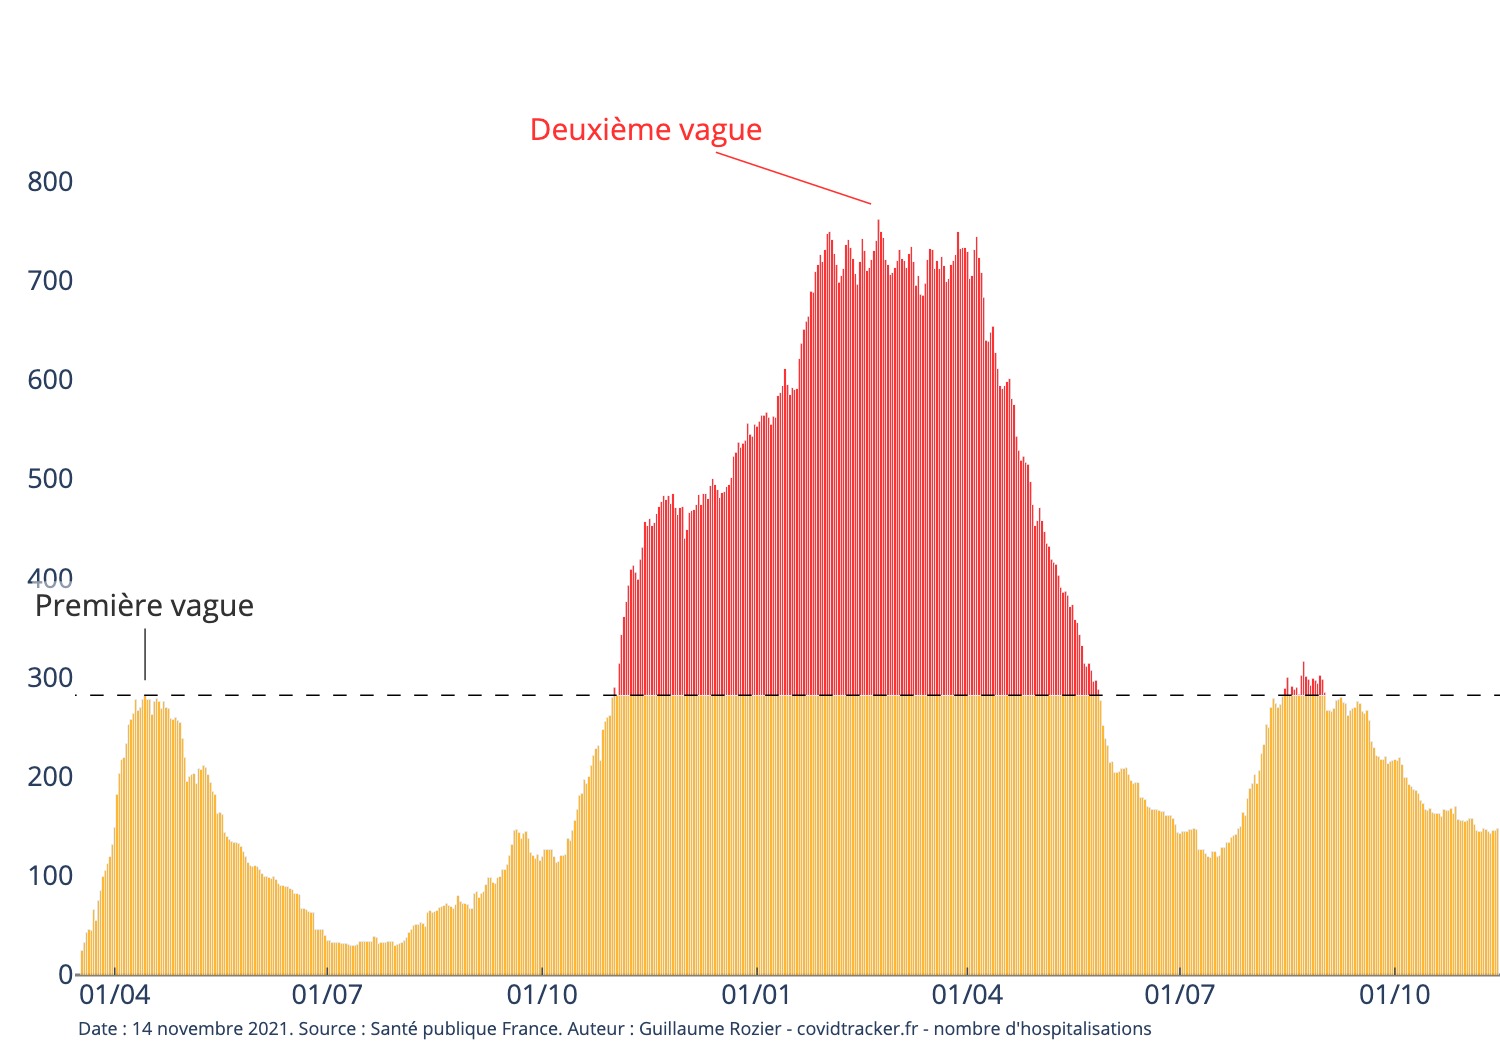 Deuxième vague
800
700
600
500
400
Première vague
300
200
100
0
01/04 01/07 01/10 01/01 01/04 01/07 01/10
Date : 14 novembre 2021. Source : Santé publique France. Auteur : Guillaume Rozier - covidtracker.fr - nombre d'hospitalisations